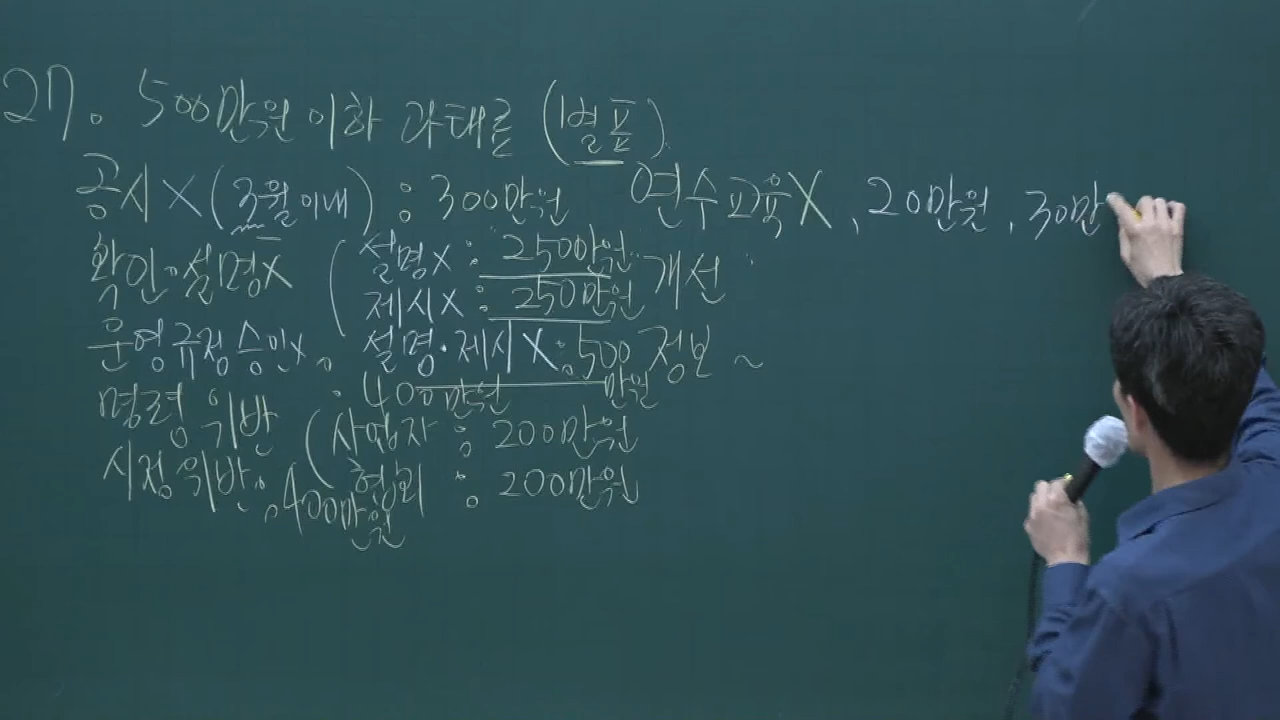 27. 500만원 이하 과태료 (별표)
공시X (3월 이내) : 300만원
확인·설명X ( 설명X : 250만원
제시X : 250만원
운영규정 승인X. 설명·제시X : 500만원
: 400만원
명령 위반 ( 사업자 : 200만원
시정위반. 협회 : 200만원
.400만원
연수교육X, 20만원, 30만
개선
정보 ~